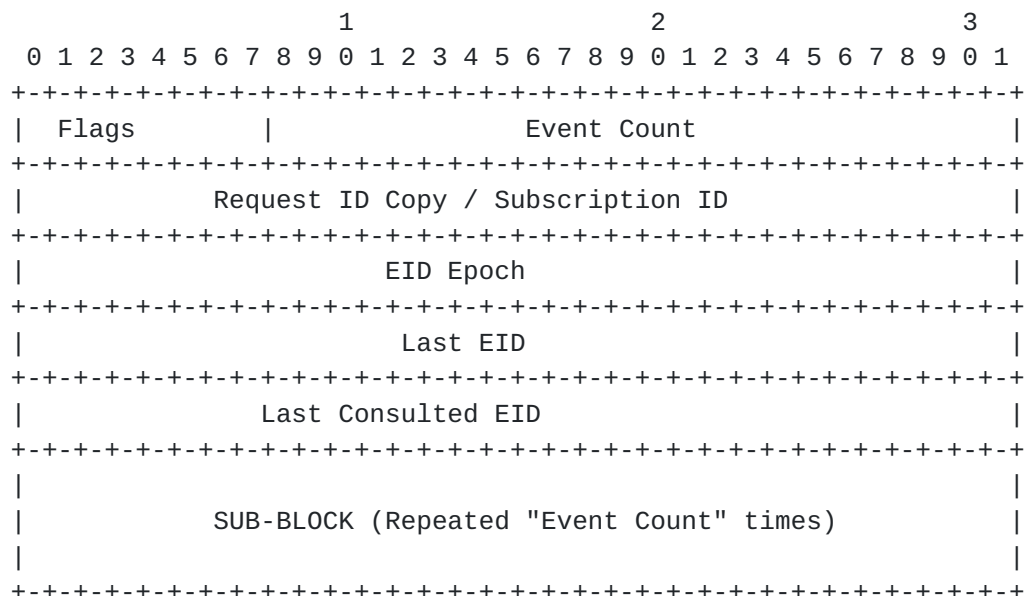 1                   2                   3
 0 1 2 3 4 5 6 7 8 9 0 1 2 3 4 5 6 7 8 9 0 1 2 3 4 5 6 7 8 9 0 1
+-+-+-+-+-+-+-+-+-+-+-+-+-+-+-+-+-+-+-+-+-+-+-+-+-+-+-+-+-+-+-+-+
|  Flags        |                Event Count                    |
+-+-+-+-+-+-+-+-+-+-+-+-+-+-+-+-+-+-+-+-+-+-+-+-+-+-+-+-+-+-+-+-+
|            Request ID Copy / Subscription ID                  |
+-+-+-+-+-+-+-+-+-+-+-+-+-+-+-+-+-+-+-+-+-+-+-+-+-+-+-+-+-+-+-+-+
|                       EID Epoch                               |
+-+-+-+-+-+-+-+-+-+-+-+-+-+-+-+-+-+-+-+-+-+-+-+-+-+-+-+-+-+-+-+-+
|                        Last EID                               |
+-+-+-+-+-+-+-+-+-+-+-+-+-+-+-+-+-+-+-+-+-+-+-+-+-+-+-+-+-+-+-+-+
|               Last Consulted EID                              |
+-+-+-+-+-+-+-+-+-+-+-+-+-+-+-+-+-+-+-+-+-+-+-+-+-+-+-+-+-+-+-+-+
|                                                               |
|            SUB-BLOCK (Repeated "Event Count" times)           |
|                                                               |
+-+-+-+-+-+-+-+-+-+-+-+-+-+-+-+-+-+-+-+-+-+-+-+-+-+-+-+-+-+-+-+-+